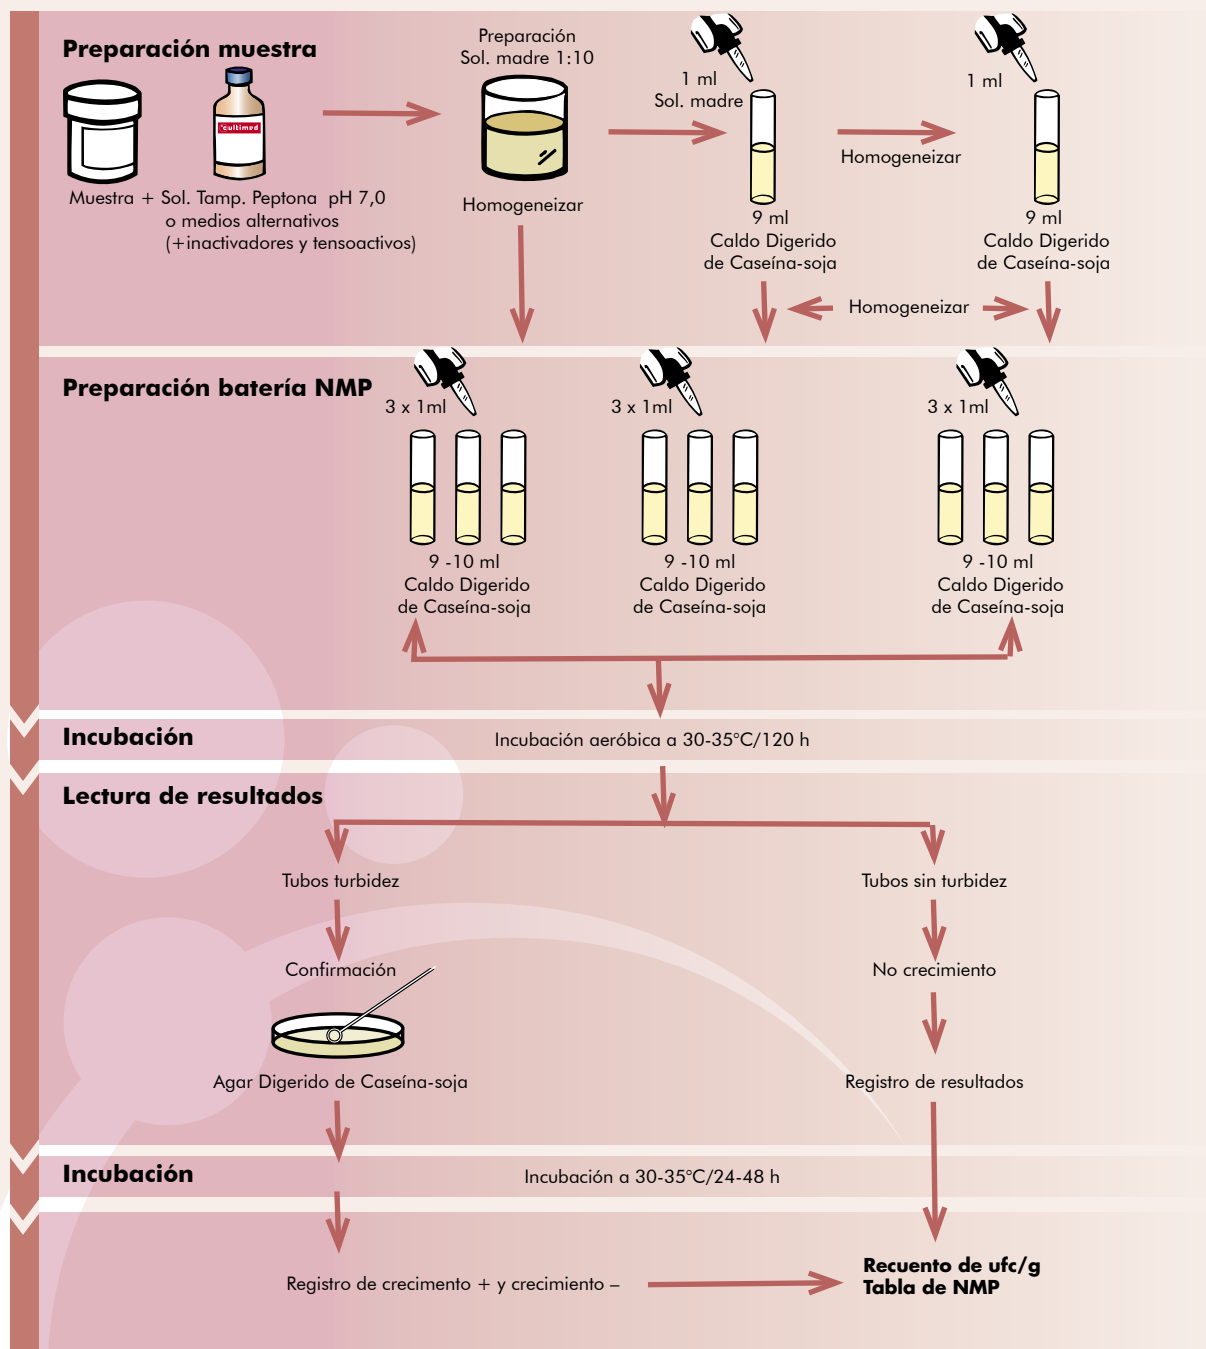 Preparación muestra
Preparación
Sol. madre 1:10
1 ml
Sol. madre
1 ml
cultimed
Homogeneizar
Muestra + Sol. Tamp. Peptona pH 7,0
o medios alternativos
(+inactivadores y tensoactivos)
Homogeneizar
9 ml
Caldo Digerido
de Caseína-soja
9 ml
Caldo Digerido
de Caseína-soja
Homogeneizar
Preparación batería NMP
3 x 1ml
3 x 1ml
3 x 1ml
9 -10 ml
Caldo Digerido
de Caseína-soja
9 -10 ml
Caldo Digerido
de Caseína-soja
9 -10 ml
Caldo Digerido
de Caseína-soja
Incubación
Incubación aeróbica a 30-35°C/120 h
Lectura de resultados
Tubos turbidez
Tubos sin turbidez
Confirmación
No crecimiento
Agar Digerido de Caseína-soja
Registro de resultados
Incubación
Incubación a 30-35°C/24-48 h
Registro de crecimento + y crecimiento –
Recuento de ufc/g
Tabla de NMP